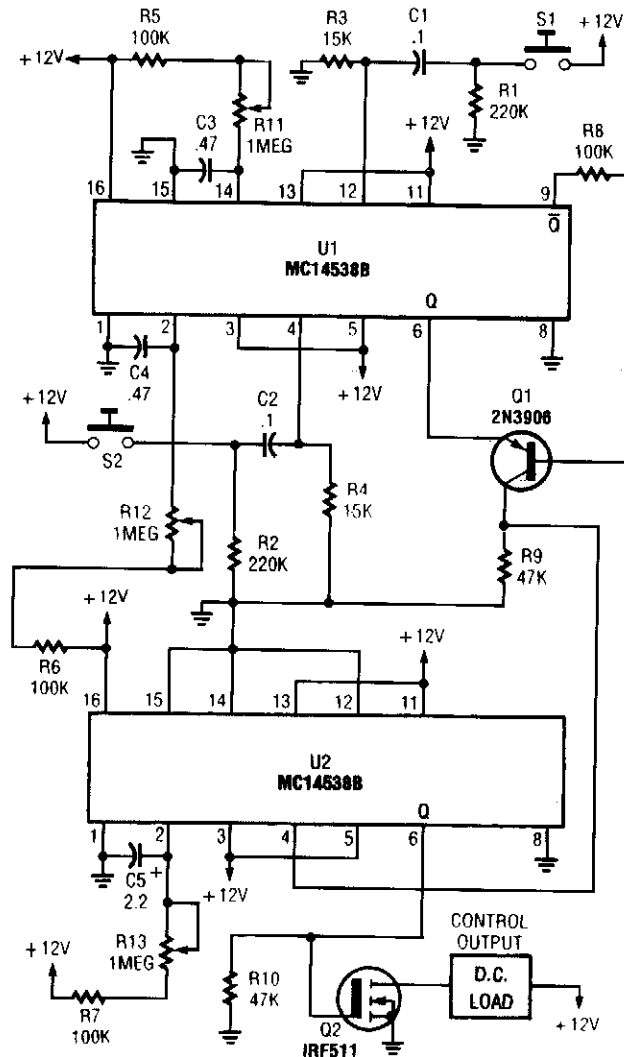 R5
100K
R3
15K
C1
.1
S1
+12V
+12V
R11
1MEG
C3
.47
+12V
R1
220K
R8
100K
16
15
14
13
12
11
9
Q
U1
MC14538B
Q
1
2
3
4
5
6
8
C4
.47
+12V
+12V
S2
C2
.1
Q1
2N3906
R12
1MEG
R4
15K
R2
220K
R9
47K
+12V
R6
100K
+12V
16
15
14
13
12
11
U2
MC14538B
Q
1
2
3
4
5
6
8
C5
2.2
+
+12V
+12V
R13
1MEG
R7
100K
R10
47K
CONTROL
OUTPUT
D.C.
LOAD
+12V
Q2
IRF511